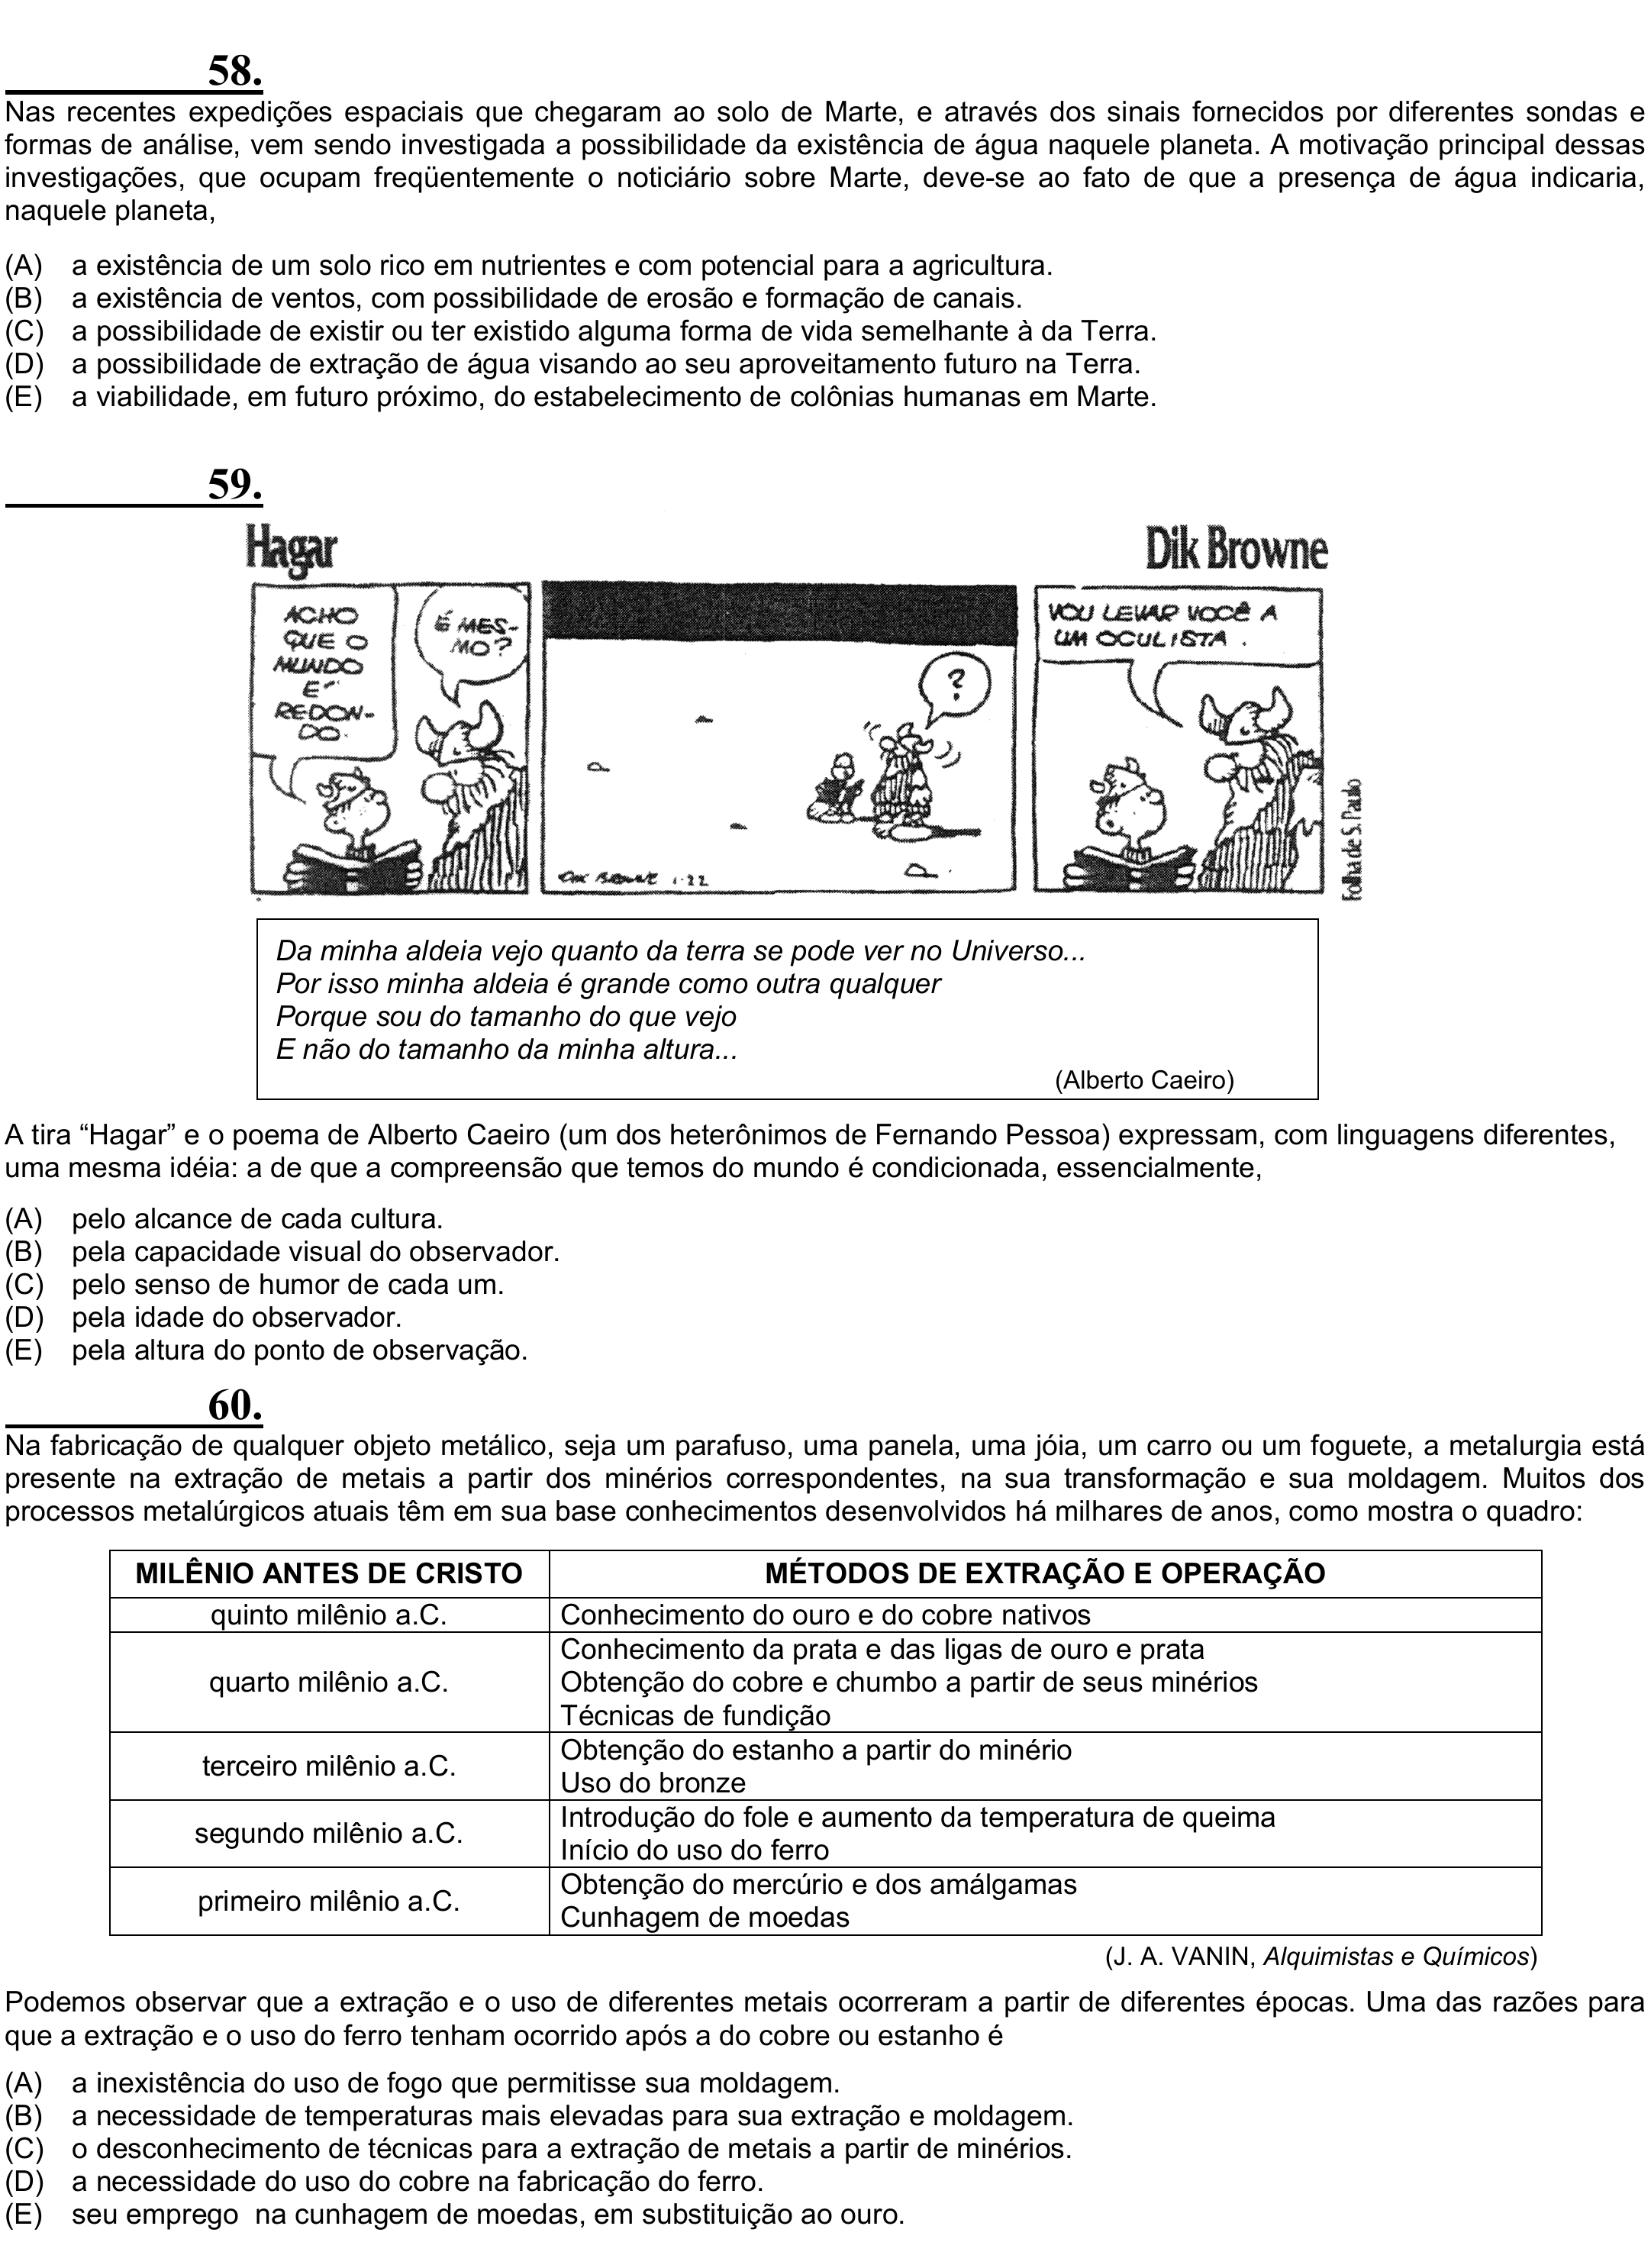 58.
Nas recentes expedições espaciais que chegaram ao solo de Marte, e através dos sinais fornecidos por diferentes sondas e
formas de análise, vem sendo investigada a possibilidade da existência de água naquele planeta. A motivação principal dessas
investigações, que ocupam freqüentemente o noticiário sobre Marte, deve-se ao fato de que a presença de água indicaria,
naquele planeta,
(A) a existência de um solo rico em nutrientes e com potencial para a agricultura.
(B) a existência de ventos, com possibilidade de erosão e formação de canais.
(C) a possibilidade de existir ou ter existido alguma forma de vida semelhante à da Terra.
(D) a possibilidade de extração de água visando ao seu aproveitamento futuro na Terra.
(E) a viabilidade, em futuro próximo, do estabelecimento de colônias humanas em Marte.
59.
Hagar
Dik Browne
ACHO
QUE O
MUNDO
É
REDON-
DO.
É MES-
MO?
?
DIK BROWNE 1-22
VOU LEVAR VOCÊ A
UM OCULISTA.
Folha de S. Paulo
Da minha aldeia vejo quanto da terra se pode ver no Universo...
Por isso minha aldeia é grande como outra qualquer
Porque sou do tamanho do que vejo
E não do tamanho da minha altura...
(Alberto Caeiro)
A tira “Hagar” e o poema de Alberto Caeiro (um dos heterônimos de Fernando Pessoa) expressam, com linguagens diferentes,
uma mesma idéia: a de que a compreensão que temos do mundo é condicionada, essencialmente,
(A) pelo alcance de cada cultura.
(B) pela capacidade visual do observador.
(C) pelo senso de humor de cada um.
(D) pela idade do observador.
(E) pela altura do ponto de observação.
60.
Na fabricação de qualquer objeto metálico, seja um parafuso, uma panela, uma jóia, um carro ou um foguete, a metalurgia está
presente na extração de metais a partir dos minérios correspondentes, na sua transformação e sua moldagem. Muitos dos
processos metalúrgicos atuais têm em sua base conhecimentos desenvolvidos há milhares de anos, como mostra o quadro:
MILÊNIO ANTES DE CRISTO MÉTODOS DE EXTRAÇÃO E OPERAÇÃO
quinto milênio a.C. Conhecimento do ouro e do cobre nativos
quarto milênio a.C. Conhecimento da prata e das ligas de ouro e prata
Obtenção do cobre e chumbo a partir de seus minérios
Técnicas de fundição
terceiro milênio a.C. Obtenção do estanho a partir do minério
Uso do bronze
segundo milênio a.C. Introdução do fole e aumento da temperatura de queima
Início do uso do ferro
primeiro milênio a.C. Obtenção do mercúrio e dos amálgamas
Cunhagem de moedas
(J. A. VANIN, Alquimistas e Químicos)
Podemos observar que a extração e o uso de diferentes metais ocorreram a partir de diferentes épocas. Uma das razões para
que a extração e o uso do ferro tenham ocorrido após a do cobre ou estanho é
(A) a inexistência do uso de fogo que permitisse sua moldagem.
(B) a necessidade de temperaturas mais elevadas para sua extração e moldagem.
(C) o desconhecimento de técnicas para a extração de metais a partir de minérios.
(D) a necessidade do uso do cobre na fabricação do ferro.
(E) seu emprego na cunhagem de moedas, em substituição ao ouro.